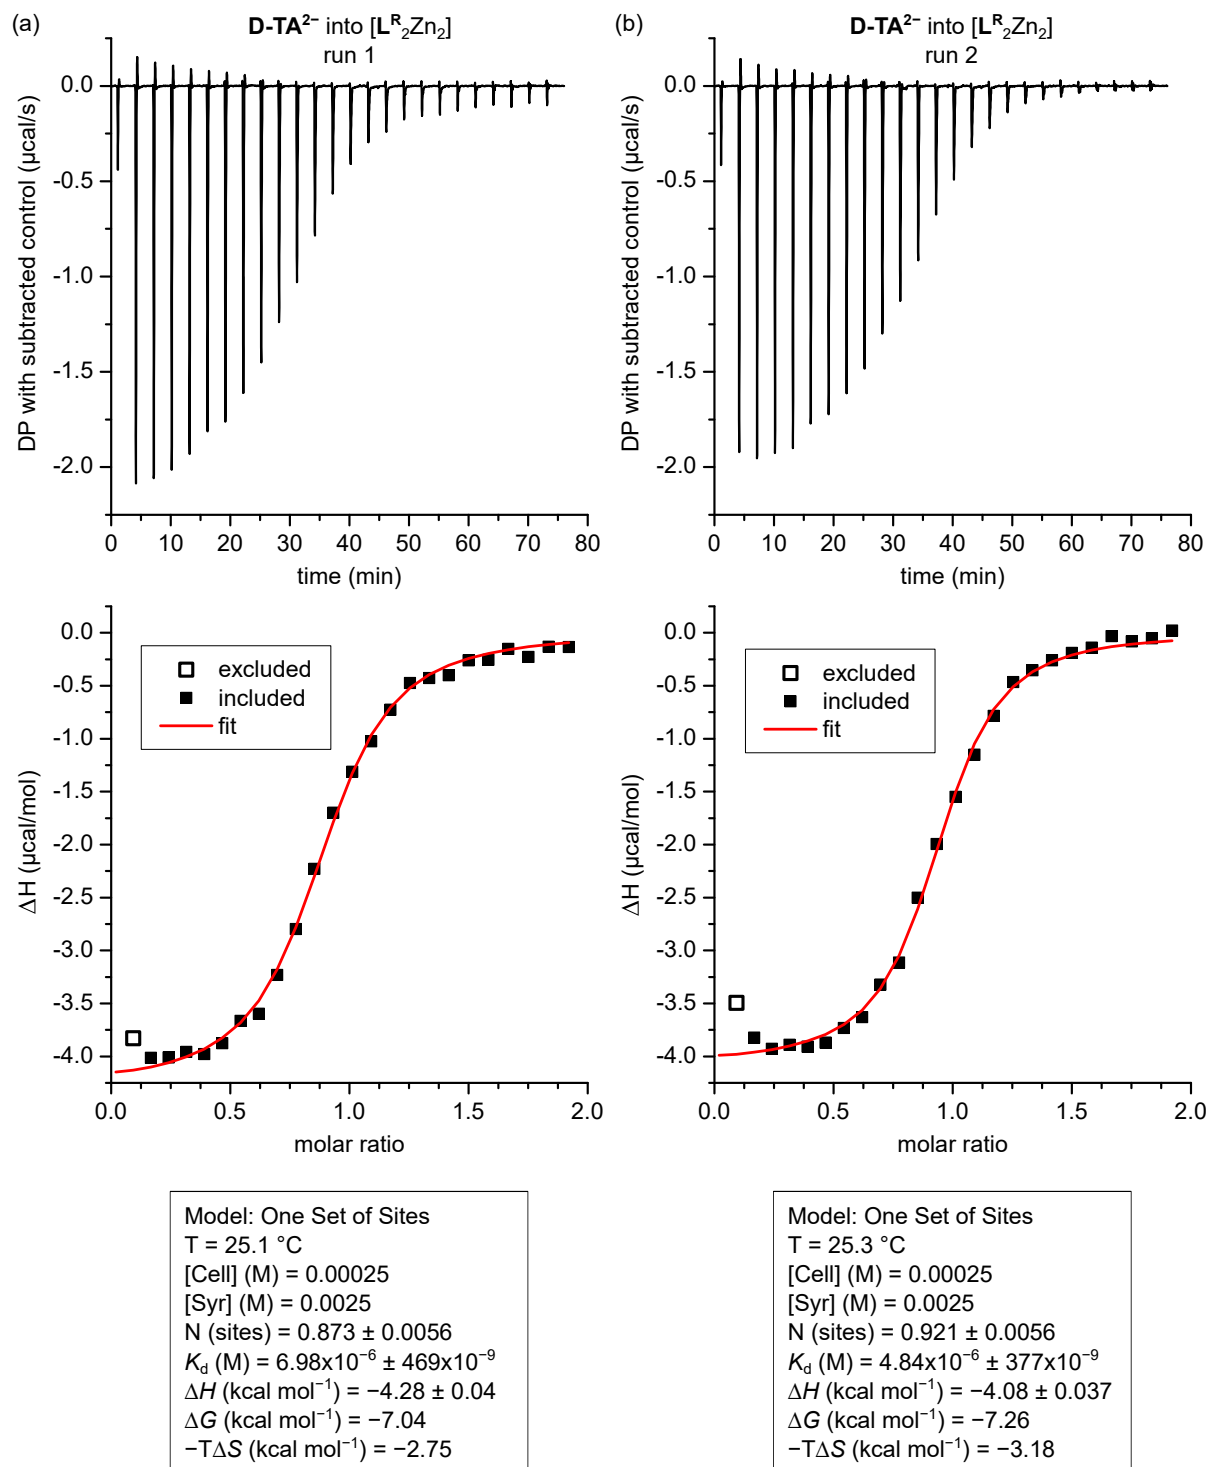 (a)
D-TA²⁻ into [Lᴿ₂Zn₂]
run 1
DP with subtracted control (μcal/s)
0.0
-0.5
-1.0
-1.5
-2.0
0 10 20 30 40 50 60 70 80
time (min)
ΔH (μcal/mol)
0.0
-0.5
-1.0
-1.5
-2.0
-2.5
-3.0
-3.5
-4.0
excluded
included
fit
0.0 0.5 1.0 1.5 2.0
molar ratio
Model: One Set of Sites
T = 25.1 °C
[Cell] (M) = 0.00025
[Syr] (M) = 0.0025
N (sites) = 0.873 ± 0.0056
K_d (M) = 6.98x10⁻⁶ ± 469x10⁻⁹
ΔH (kcal mol⁻¹) = −4.28 ± 0.04
ΔG (kcal mol⁻¹) = −7.04
−TΔS (kcal mol⁻¹) = −2.75
(b)
D-TA²⁻ into [Lᴿ₂Zn₂]
run 2
DP with subtracted control (μcal/s)
0.0
-0.5
-1.0
-1.5
-2.0
0 10 20 30 40 50 60 70 80
time (min)
ΔH (μcal/mol)
0.0
-0.5
-1.0
-1.5
-2.0
-2.5
-3.0
-3.5
-4.0
excluded
included
fit
0.0 0.5 1.0 1.5 2.0
molar ratio
Model: One Set of Sites
T = 25.3 °C
[Cell] (M) = 0.00025
[Syr] (M) = 0.0025
N (sites) = 0.921 ± 0.0056
K_d (M) = 4.84x10⁻⁶ ± 377x10⁻⁹
ΔH (kcal mol⁻¹) = −4.08 ± 0.037
ΔG (kcal mol⁻¹) = −7.26
−TΔS (kcal mol⁻¹) = −3.18